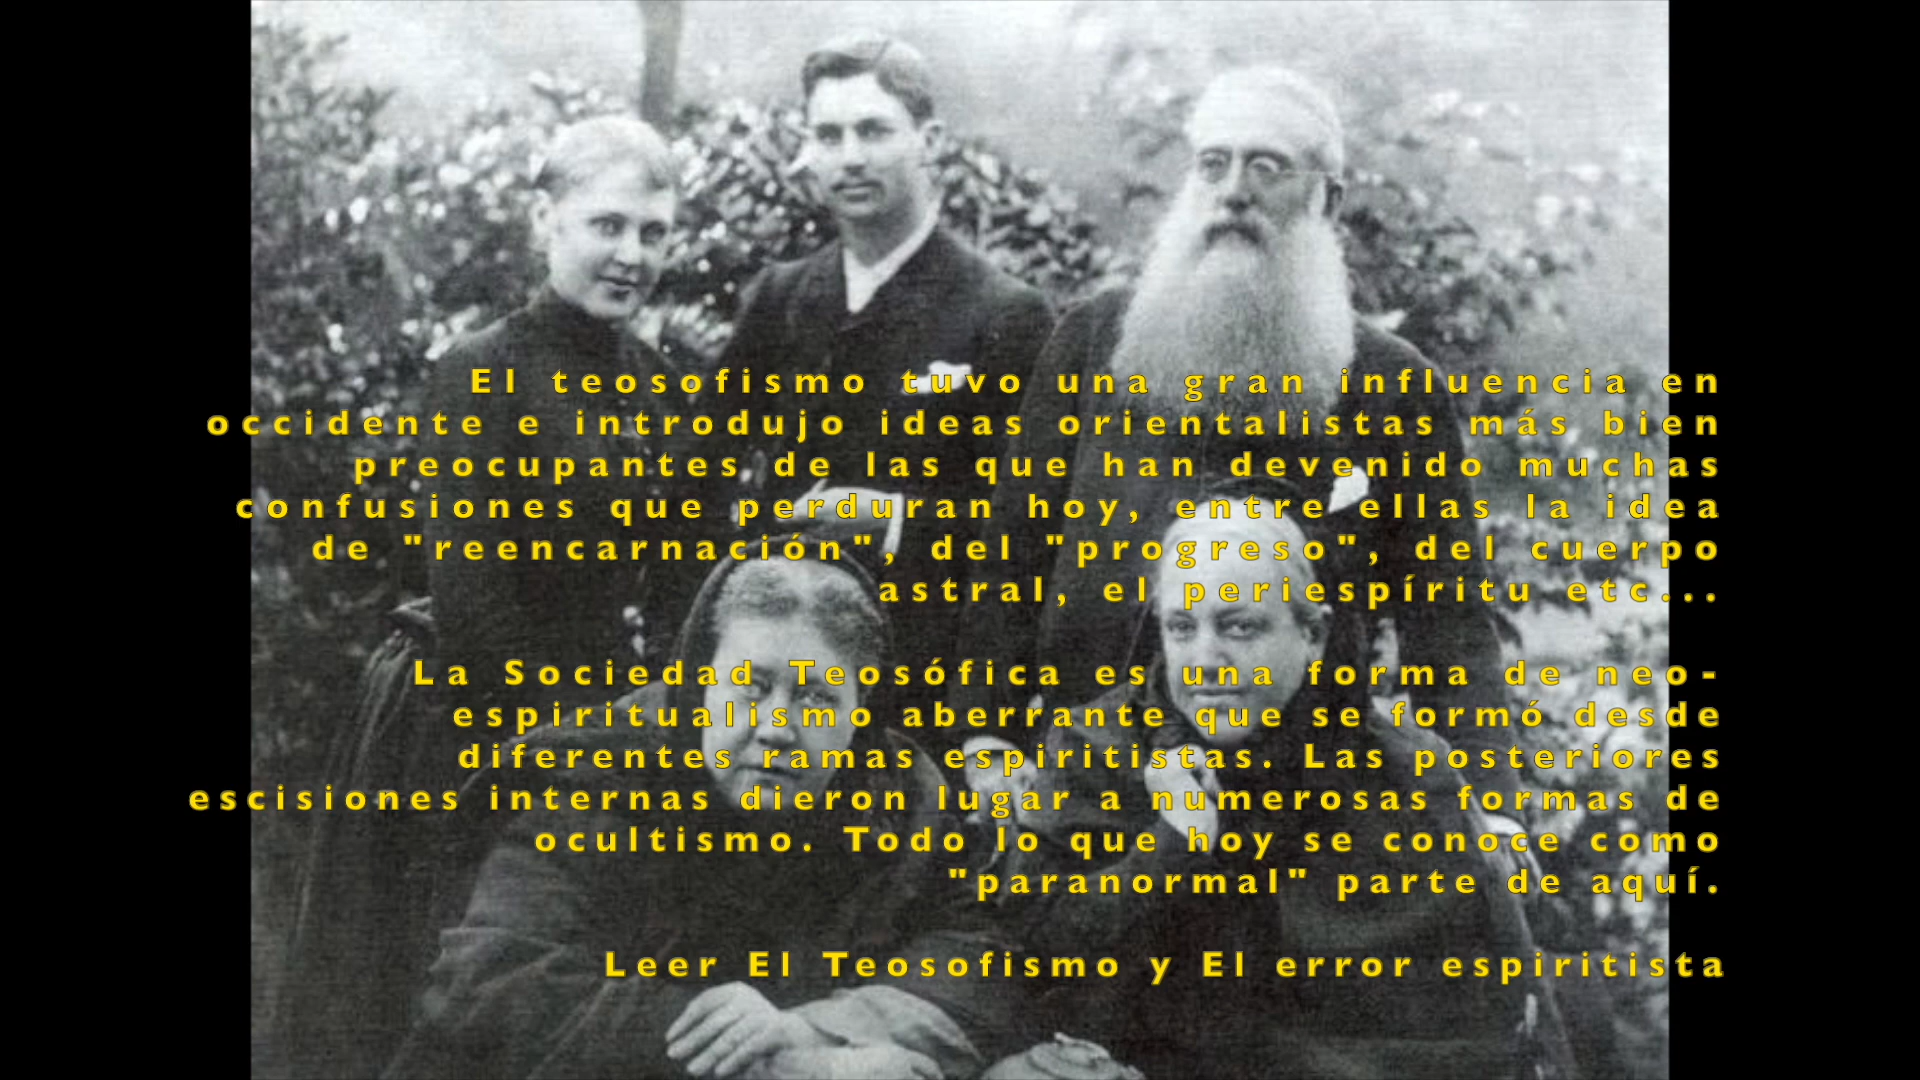 El teosofismo tuvo una gran influencia en
occidente e introdujo ideas orientalistas más bien
preocupantes de las que han devenido muchas
confusiones que perduran hoy, entre ellas la idea
de "reencarnación", del "progreso", del cuerpo
astral, el periespíritu etc...
La Sociedad Teosófica es una forma de neo-
espiritualismo aberrante que se formó desde
diferentes ramas espiritistas. Las posteriores
escisiones internas dieron lugar a numerosas formas de
ocultismo. Todo lo que hoy se conoce como
"paranormal" parte de aquí.
Leer El Teosofismo y El error espiritista